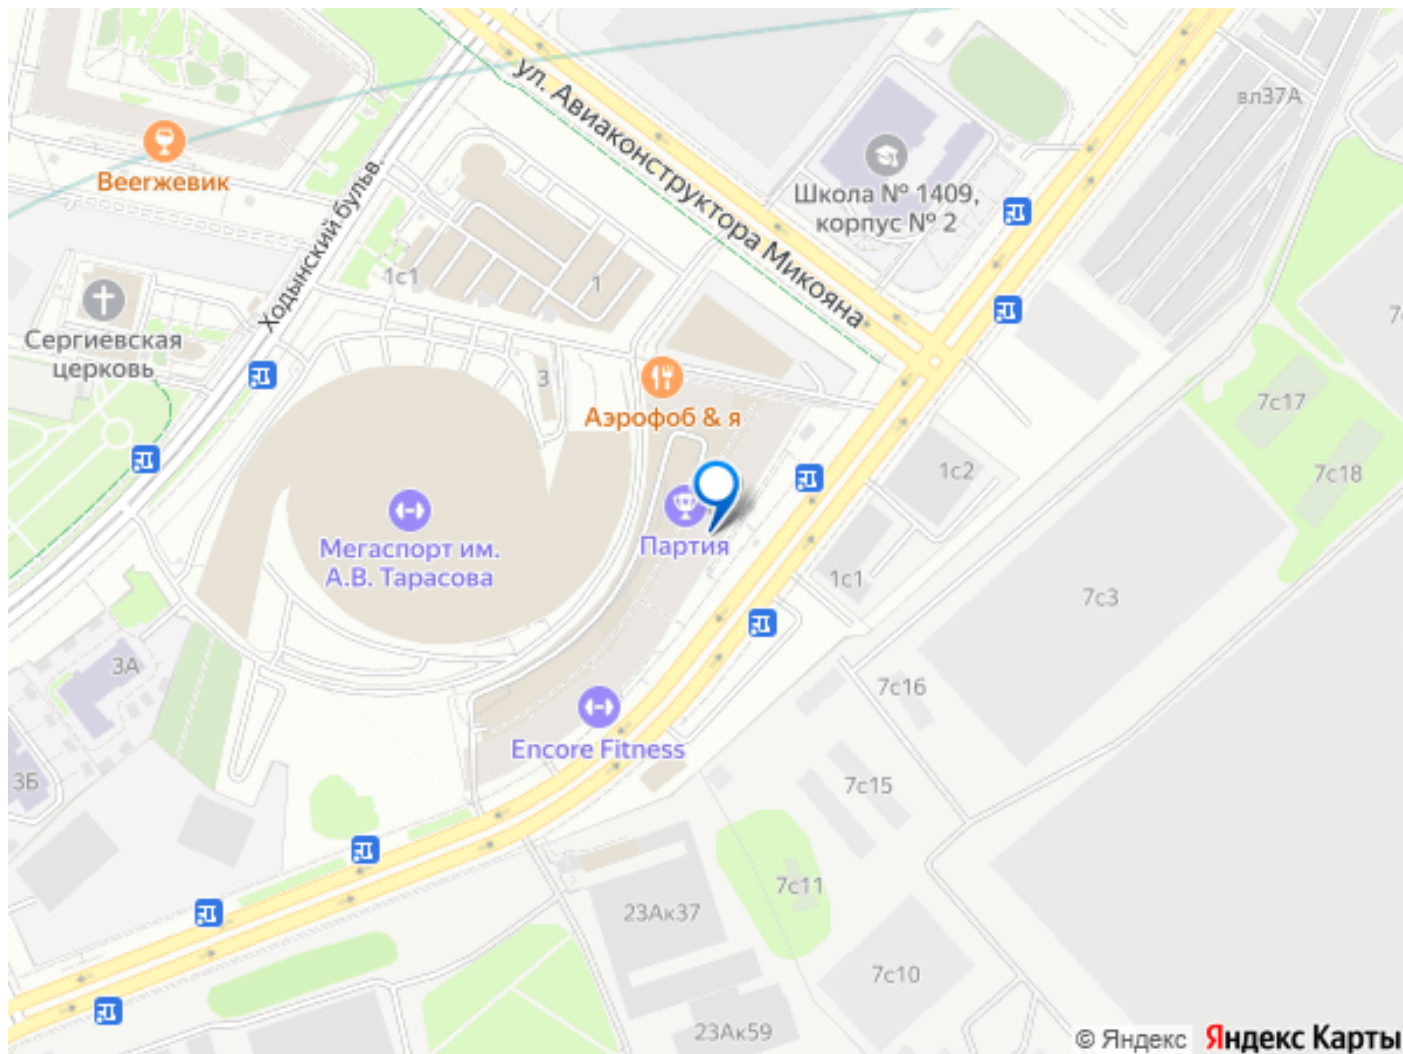 ул. Авиаконструктора Микояна
вл37А
Beerжевик
Школа № 1409,
корпус № 2
Ходынский бульв.
1с1
1
Сергиевская
церковь
3
Аэрофоб & я
7с17
1с2
7с18
Партия
Мегаспорт им.
А.В. Тарасова
1с1
7с3
3А
7с16
Encore Fitness
3Б
7с15
7с11
23Ак37
7с10
23Ак59
© Яндекс Яндекс Карты